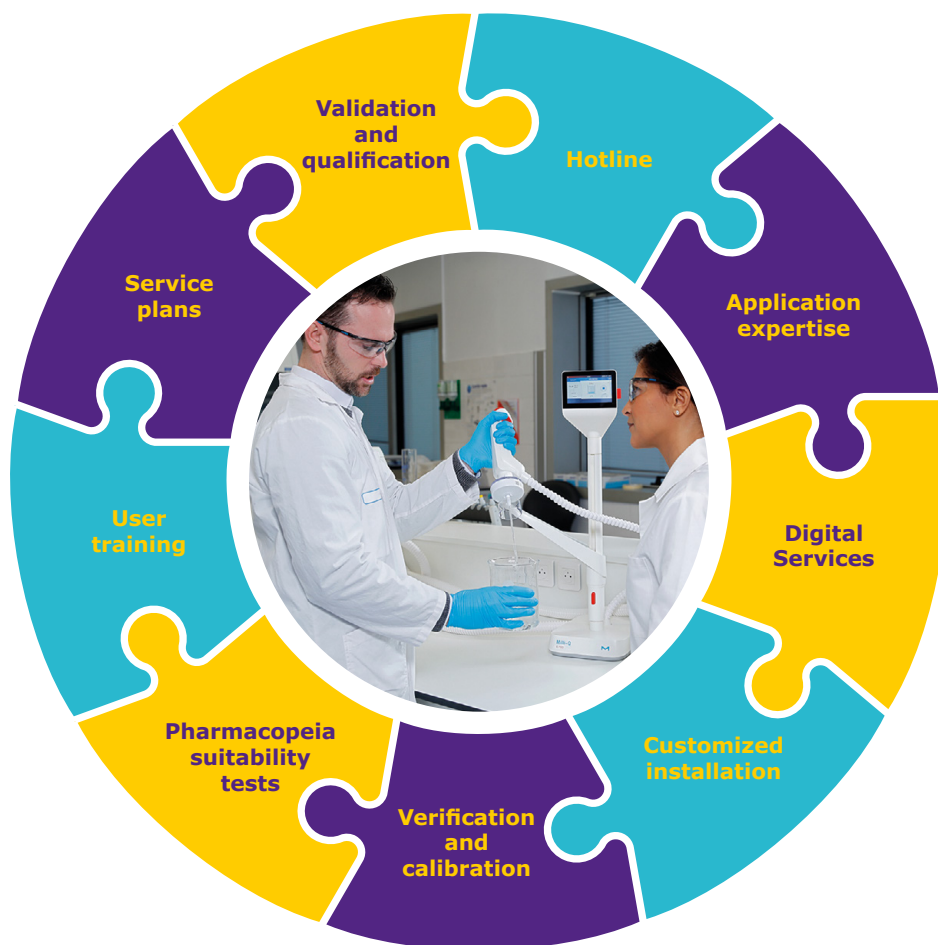 Validation
and
qualification
Hotline
Application
expertise
Digital
Services
Customized
installation
Verification
and
calibration
Pharmacopeia
suitability
tests
User
training
Service
plans
Milli-Q